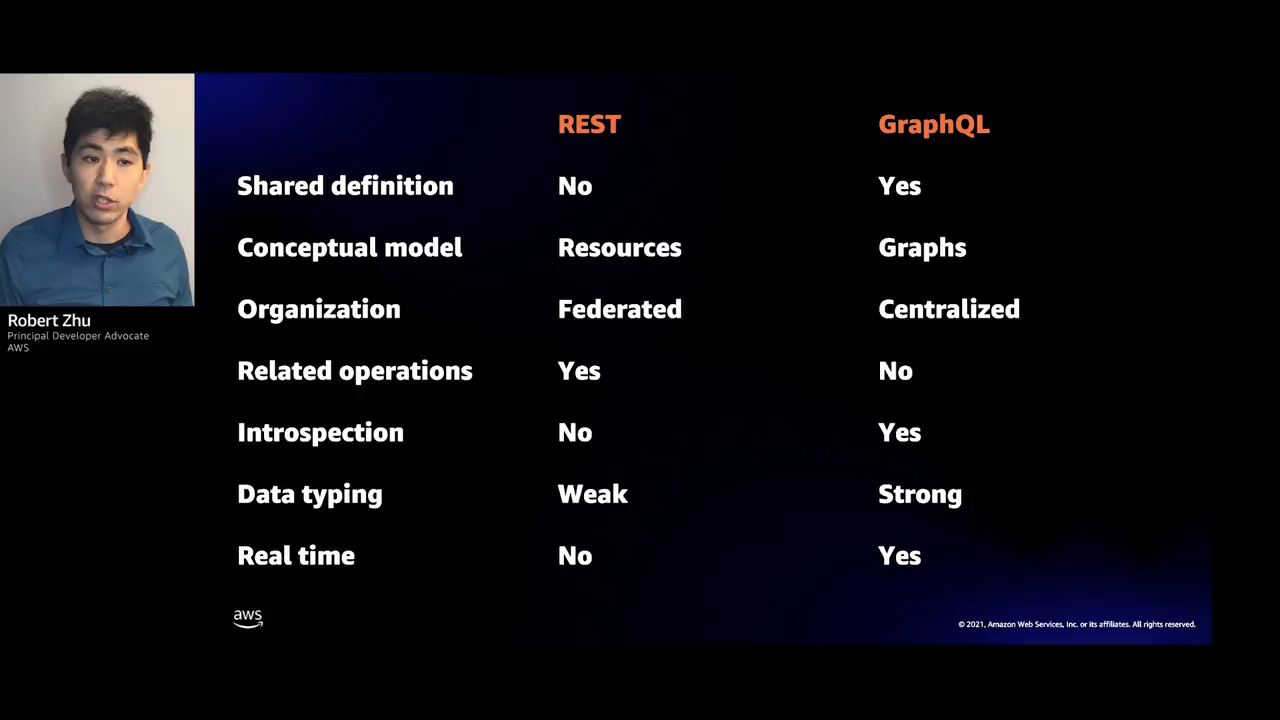 Robert Zhu
Principal Developer Advocate
AWS
REST GraphQL
Shared definition No Yes
Conceptual model Resources Graphs
Organization Federated Centralized
Related operations Yes No
Introspection No Yes
Data typing Weak Strong
Real time No Yes
aws
© 2021, Amazon Web Services, Inc. or its affiliates. All rights reserved.